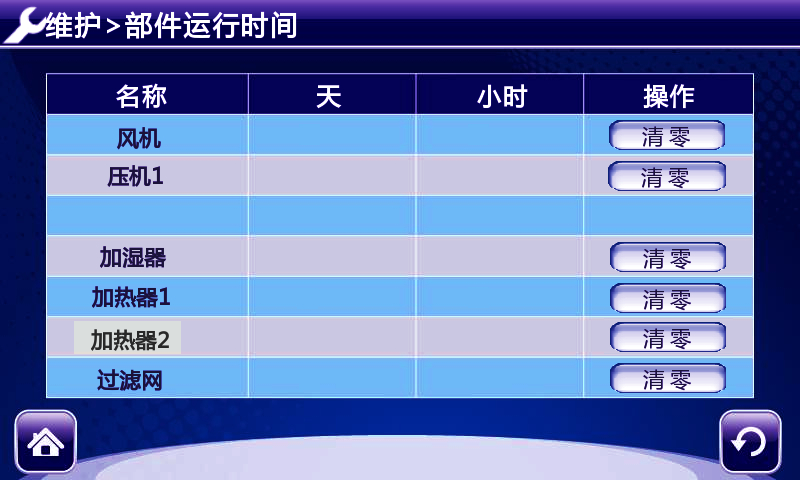 维护>部件运行时间
名称 天 小时 操作
风机 清零
压机1 清零
加湿器 清零
加热器1 清零
加热器2 清零
过滤网 清零